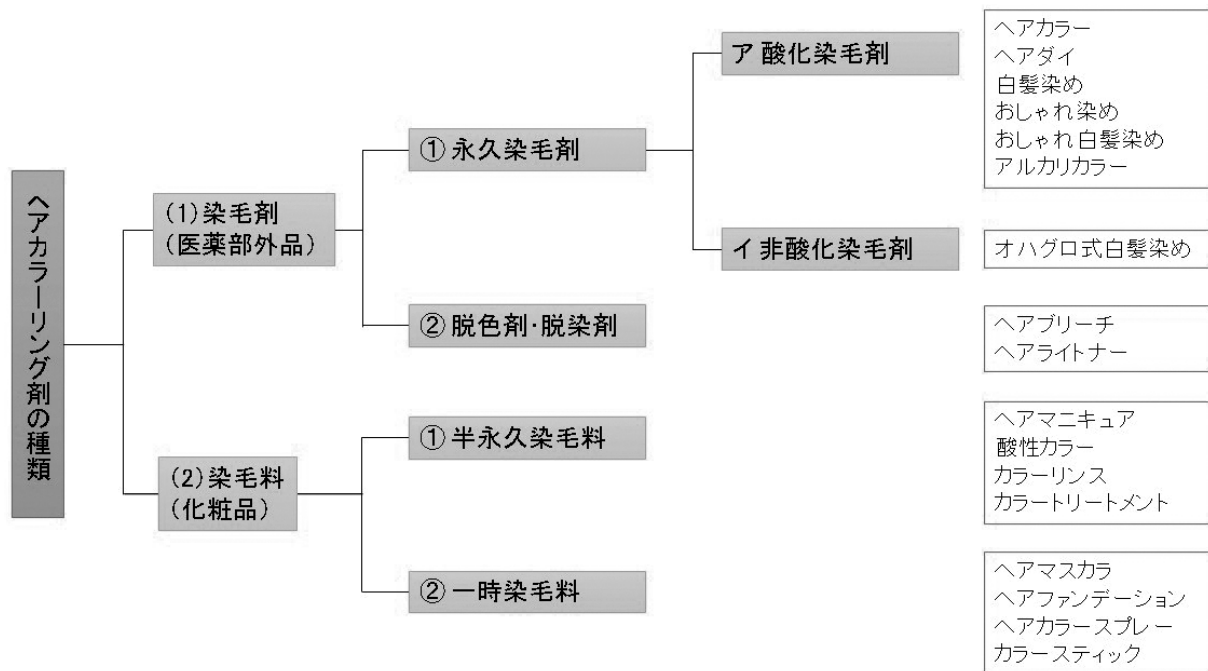 ヘアカラーリング剤の種類
(1)染毛剤
(医薬部外品)
①永久染毛剤
ア 酸化染毛剤
ヘアカラー
ヘアダイ
白髪染め
おしゃれ染め
おしゃれ白髪染め
アルカリカラー
イ 非酸化染毛剤
オハグロ式白髪染め
②脱色剤・脱染剤
ヘアブリーチ
ヘアライトナー
(2)染毛料
(化粧品)
①半永久染毛料
ヘアマニキュア
酸性カラー
カラーリンス
カラートリートメント
②一時染毛料
ヘアマスカラ
ヘアファンデーション
ヘアカラースプレー
カラースティック